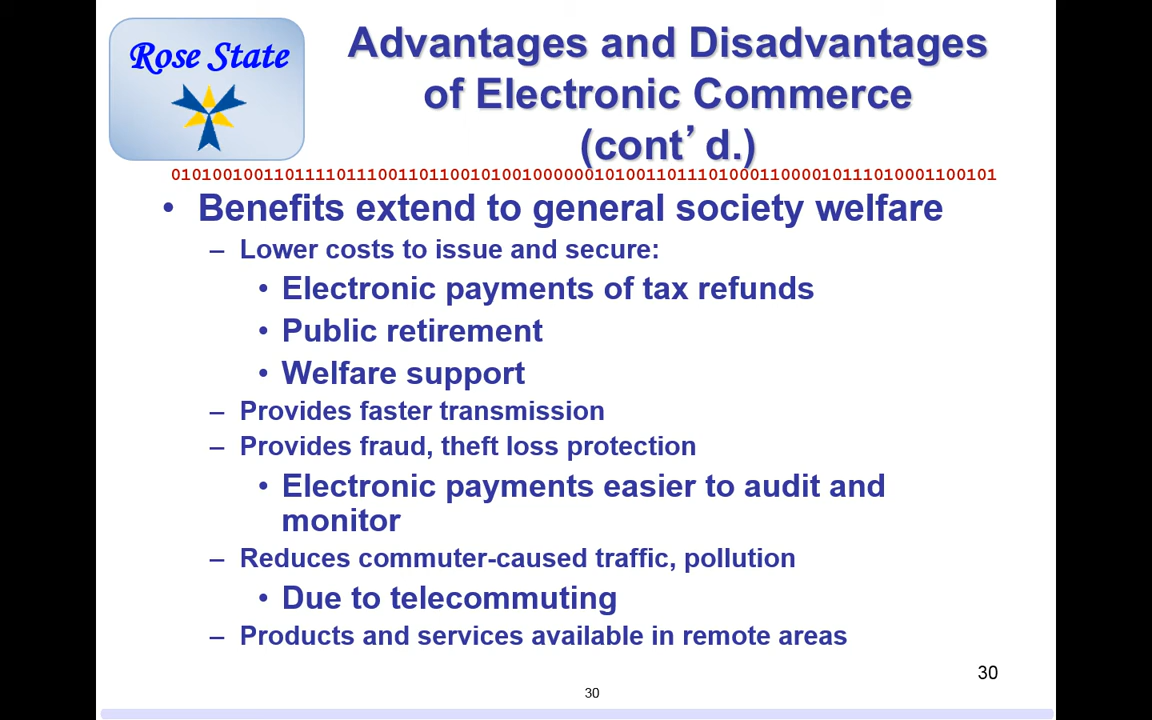 Rose State
Advantages and Disadvantages
of Electronic Commerce
(cont’d.)
01010010011011110111001101100101001000000101001101110100011000010111010001100101
• Benefits extend to general society welfare
– Lower costs to issue and secure:
• Electronic payments of tax refunds
• Public retirement
• Welfare support
– Provides faster transmission
– Provides fraud, theft loss protection
• Electronic payments easier to audit and
monitor
– Reduces commuter-caused traffic, pollution
• Due to telecommuting
– Products and services available in remote areas
30
30